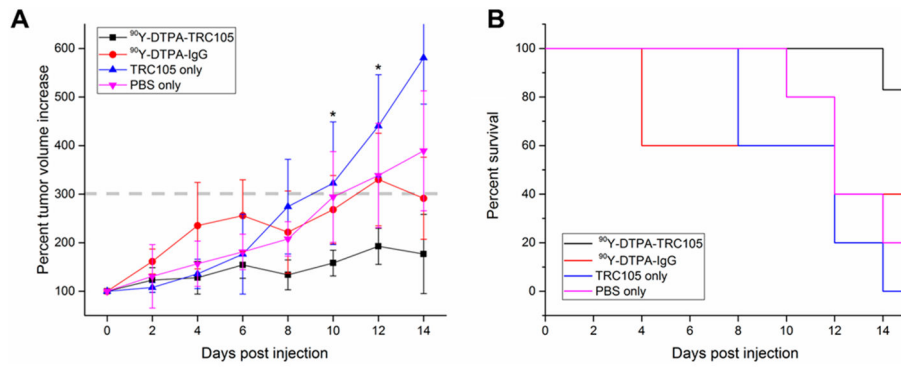 A
Percent tumor volume increase
600
500
400
300
200
100
⁹⁰Y-DTPA-TRC105
⁹⁰Y-DTPA-IgG
TRC105 only
PBS only
*
*
0 2 4 6 8 10 12 14
Days post injection
B
Percent survival
100
80
60
40
20
0
⁹⁰Y-DTPA-TRC105
⁹⁰Y-DTPA-IgG
TRC105 only
PBS only
0 2 4 6 8 10 12 14
Days post injection